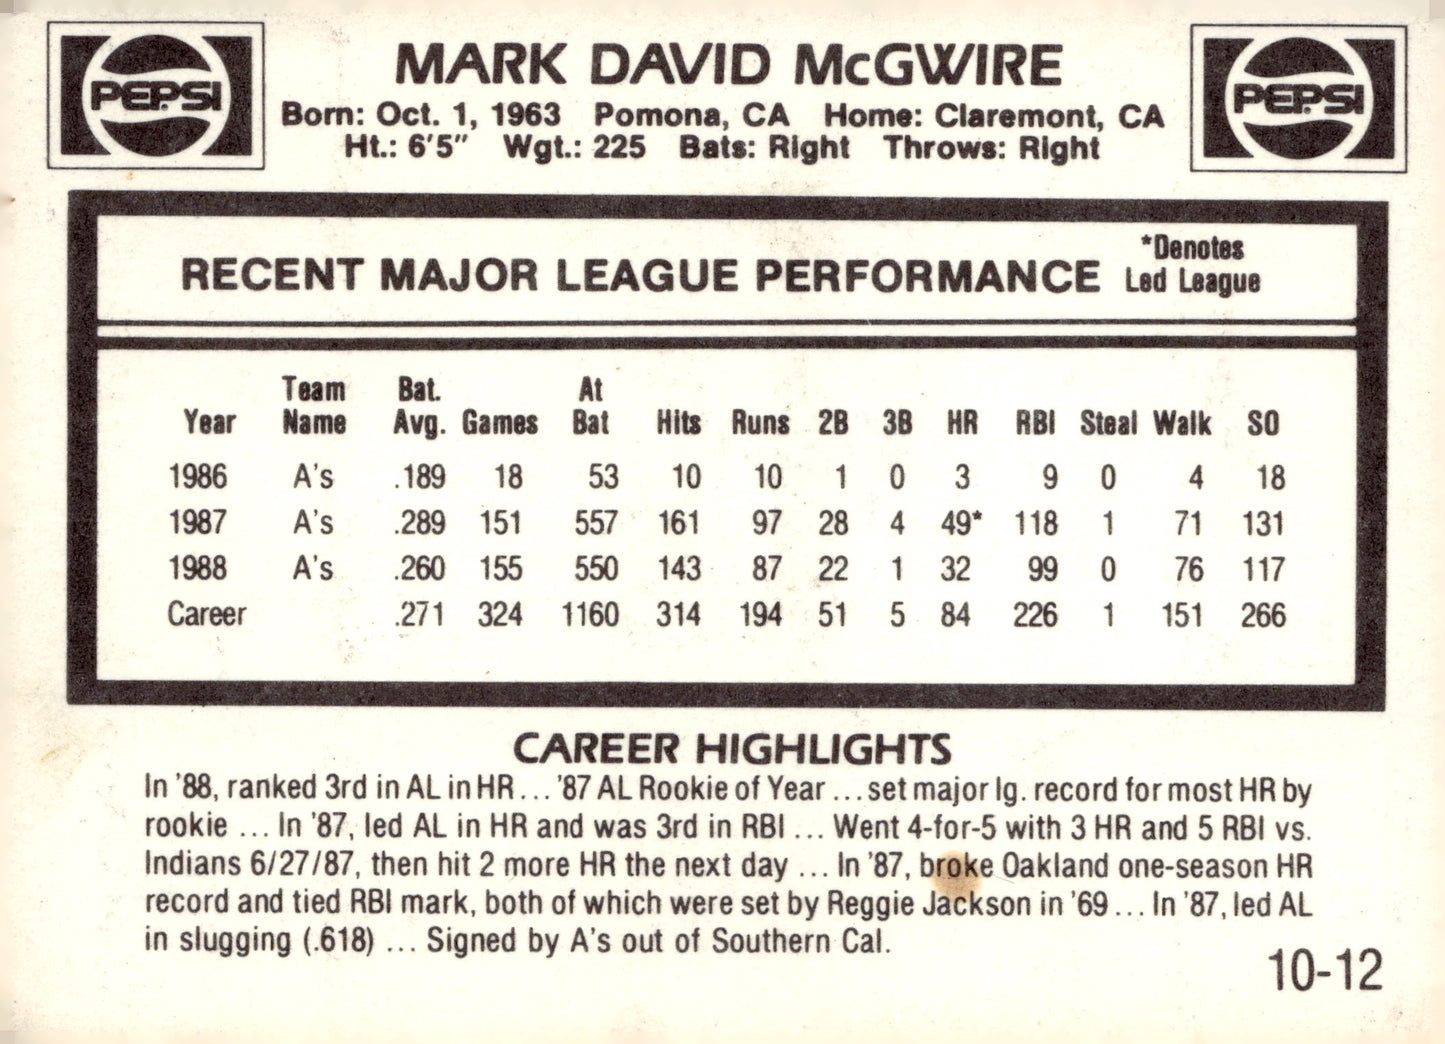 PEPSI
MARK DAVID McGWIRE
PEPSI
Born: Oct. 1, 1963 Pomona, CA Home: Claremont, CA
Ht.: 6'5" Wgt.: 225 Bats: Right Throws: Right
RECENT MAJOR LEAGUE PERFORMANCE
*Denotes
Led League
Year Team Name Bat. Avg. Games At Bat Hits Runs 2B 3B HR RBI Steal Walk SO
1986 A's .189 18 53 10 10 1 0 3 9 0 4 18
1987 A's .289 151 557 161 97 28 4 49* 118 1 71 131
1988 A's .260 155 550 143 87 22 1 32 99 0 76 117
Career .271 324 1160 314 194 51 5 84 226 1 151 266
CAREER HIGHLIGHTS
In '88, ranked 3rd in AL in HR ... '87 AL Rookie of Year ... set major lg. record for most HR by
rookie ... In '87, led AL in HR and was 3rd in RBI ... Went 4-for-5 with 3 HR and 5 RBI vs.
Indians 6/27/87, then hit 2 more HR the next day ... In '87, broke Oakland one-season HR
record and tied RBI mark, both of which were set by Reggie Jackson in '69 ... In '87, led AL
in slugging (.618) ... Signed by A's out of Southern Cal.
10-12